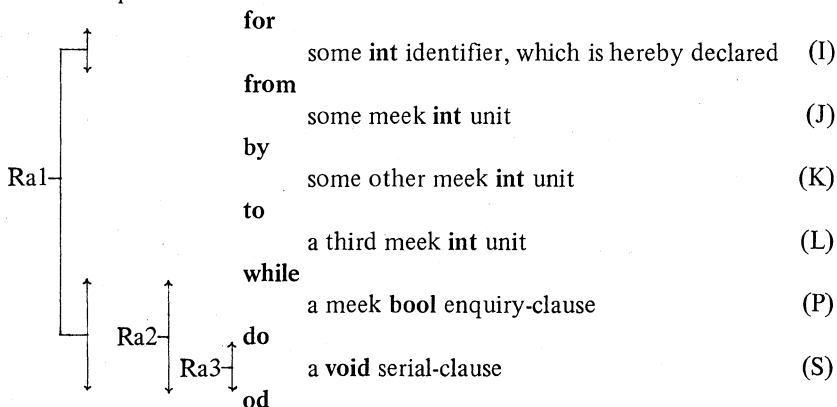 for
some int identifier, which is hereby declared (I)
from
some meek int unit (J)
by
Ra1 some other meek int unit (K)
to
a third meek int unit (L)
while
a meek bool enquiry-clause (P)
Ra2 do
Ra3 a void serial-clause (S)
od